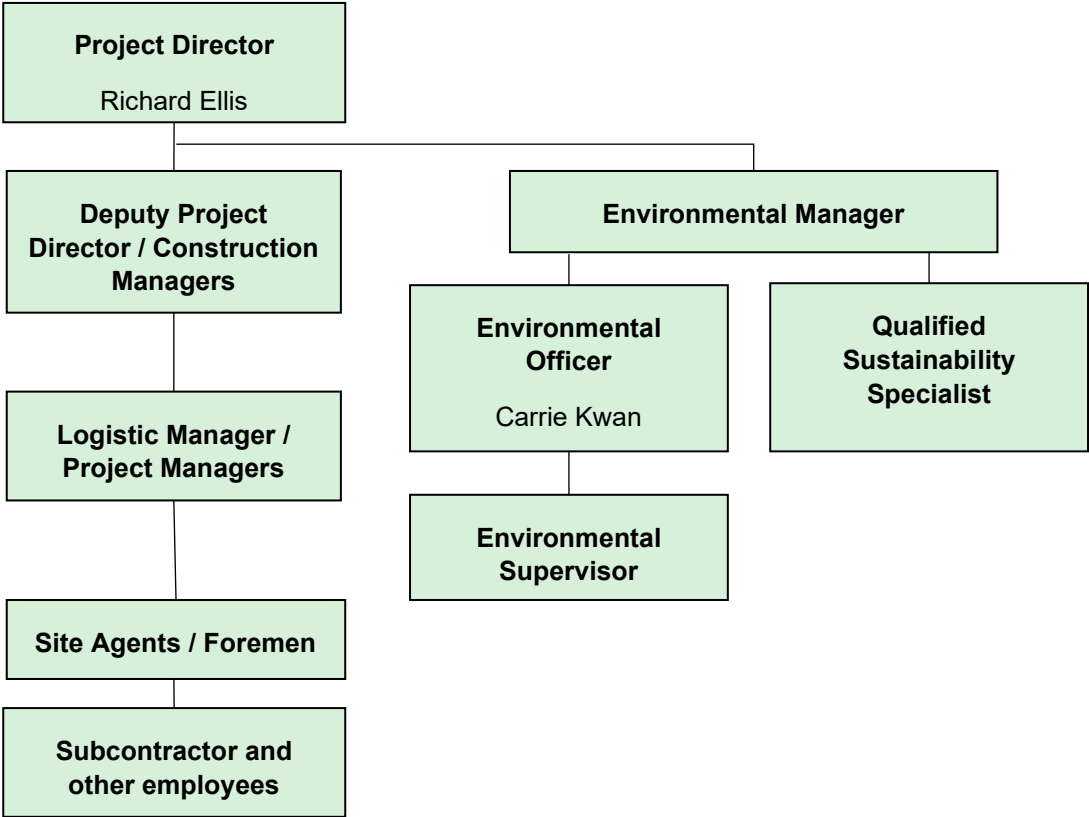 Project Director
Richard Ellis
Deputy Project
Director / Construction
Managers
Environmental Manager
Environmental
Officer
Carrie Kwan
Qualified
Sustainability
Specialist
Logistic Manager /
Project Managers
Environmental
Supervisor
Site Agents / Foremen
Subcontractor and
other employees